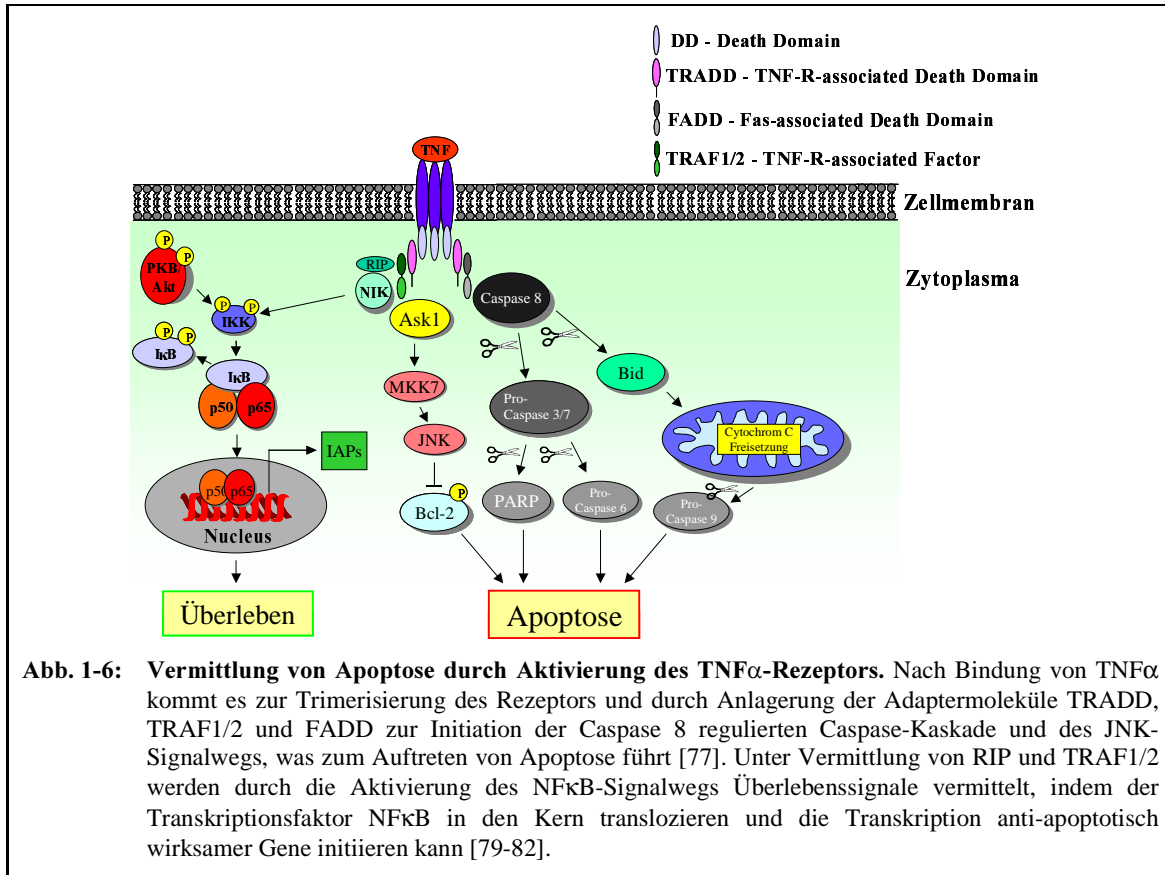 DD - Death Domain
TRADD - TNF-R-associated Death Domain
FADD - Fas-associated Death Domain
TRAF1/2 - TNF-R-associated Factor
TNF
Zellmembran
Zytoplasma
P
P
PKB/
Akt
P
P
IKK
RIP
NIK
Ask1
Caspase 8
P
P
IκB
IκB
p50
p65
MKK7
Pro-
Caspase 3/7
Bid
JNK
IAPs
Cytochrom C
Freisetzung
p50
p65
Nucleus
P
Bcl-2
PARP
Pro-
Caspase 6
Pro-
Caspase 9
Überleben
Apoptose
Abb. 1-6: Vermittlung von Apoptose durch Aktivierung des TNFα-Rezeptors. Nach Bindung von TNFα
kommt es zur Trimerisierung des Rezeptors und durch Anlagerung der Adaptermoleküle TRADD,
TRAF1/2 und FADD zur Initiation der Caspase 8 regulierten Caspase-Kaskade und des JNK-
Signalwegs, was zum Auftreten von Apoptose führt [77]. Unter Vermittlung von RIP und TRAF1/2
werden durch die Aktivierung des NFκB-Signalwegs Überlebenssignale vermittelt, indem der
Transkriptionsfaktor NFκB in den Kern translozieren und die Transkription anti-apoptotisch
wirksamer Gene initiieren kann [79-82].